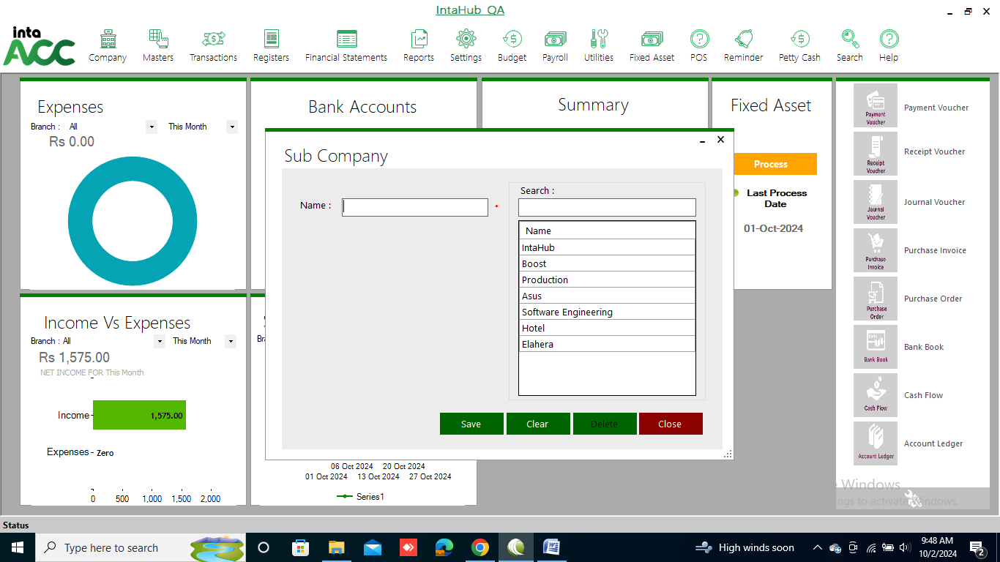 IntaHub_QA
inta
ACC
Company
Masters
Transactions
Registers
Financial Statements
Reports
Settings
Budget
Payroll
Utilities
Fixed Asset
POS
Reminder
Petty Cash
Search
Help
Expenses
Branch : All This Month
Rs 0.00
Bank Accounts
Summary
Fixed Asset
Process
Last Process
Date
01-Oct-2024
Sub Company
Name : *
Search :
Name
IntaHub
Boost
Production
Asus
Software Engineering
Hotel
Elahera
Save
Clear
Delete
Close
Income Vs Expenses
Branch : All This Month
Rs 1,575.00
NET INCOME FOR This Month
Income 1,575.00
Expenses Zero
0 500 1,000 1,500 2,000
06 Oct 2024 20 Oct 2024
01 Oct 2024 13 Oct 2024 27 Oct 2024
Series1
Payment
Voucher
Payment Voucher
Receipt
Voucher
Receipt Voucher
Journal
Voucher
Journal Voucher
Purchase
Invoice
Purchase Invoice
Purchase
Order
Purchase Order
Bank Book
Bank Book
Cash Flow
Cash Flow
Account Ledger
Account Ledger
Activate Windows
Status
Type here to search
High winds soon
9:48 AM
10/2/2024
2